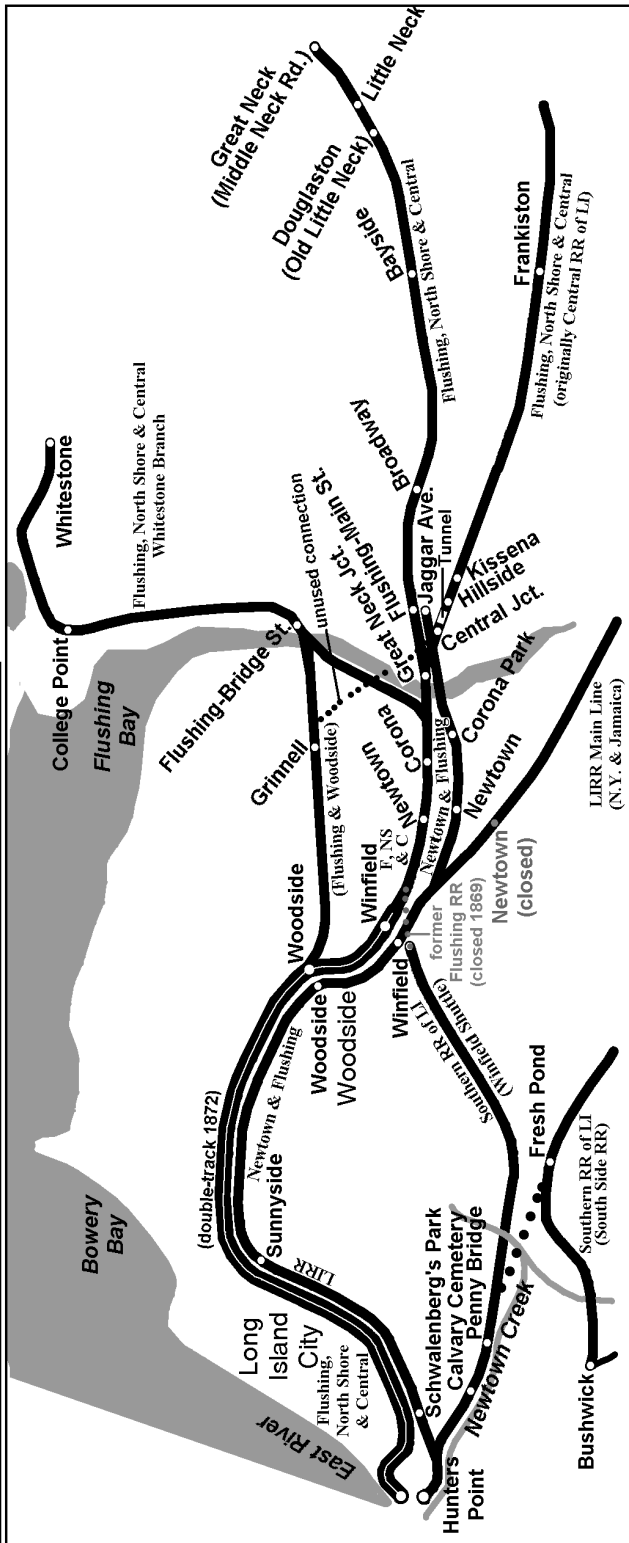 Great Neck
(Middle Neck Rd.)
Little Neck
Douglaston
(Old Little Neck)
Bayside
Flushing, North Shore & Central
Frankiston
Flushing, North Shore & Central
(originally Central RR of LI)
Whitestone
Flushing, North Shore & Central
Whitestone Branch
College Point
Flushing
Bay
Broadway
unused connection
Flushing-Main St.
Great Neck Jct.
Jaggar Ave.
Tunnel
Kissena
Hillside
Central Jct.
Flushing-Bridge St.
Grinnell
(Flushing & Woodside)
Corona
Corona Park
Newtown
Newtown & Flushing
Newtown
LIRR Main Line
(N.Y. & Jamaica)
F, NS
& C
Winfield
Woodside
former
Flushing RR
(closed 1869)
Newtown
(closed)
Winfield
Woodside
Woodside
Southern RR of LI
(Winfield Shuttle)
(double-track 1872)
Newtown & Flushing
Sunnyside
LIRR
Bowery
Bay
Long
Island
City
Flushing,
North Shore
& Central
East River
Schwalenberg's Park
Calvary Cemetery
Penny Bridge
Newtown Creek
Fresh Pond
Southern RR of LI
(South Side RR)
Bushwick
Hunters
Point